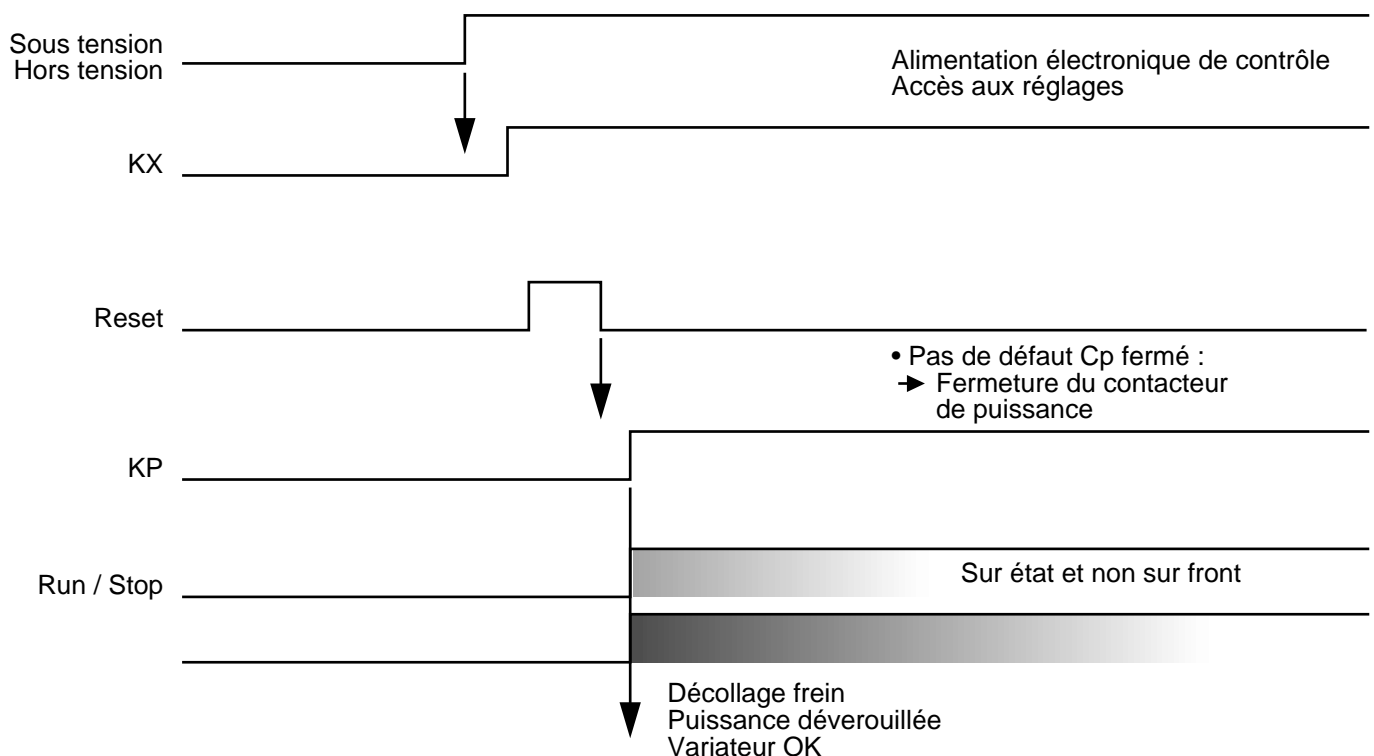 Sous tension
Hors tension
Alimentation électronique de contrôle
Accès aux réglages
KX
Reset
• Pas de défaut Cp fermé :
➔ Fermeture du contacteur
de puissance
KP
Run / Stop
Sur état et non sur front
Décollage frein
Puissance déverouillée
Variateur OK